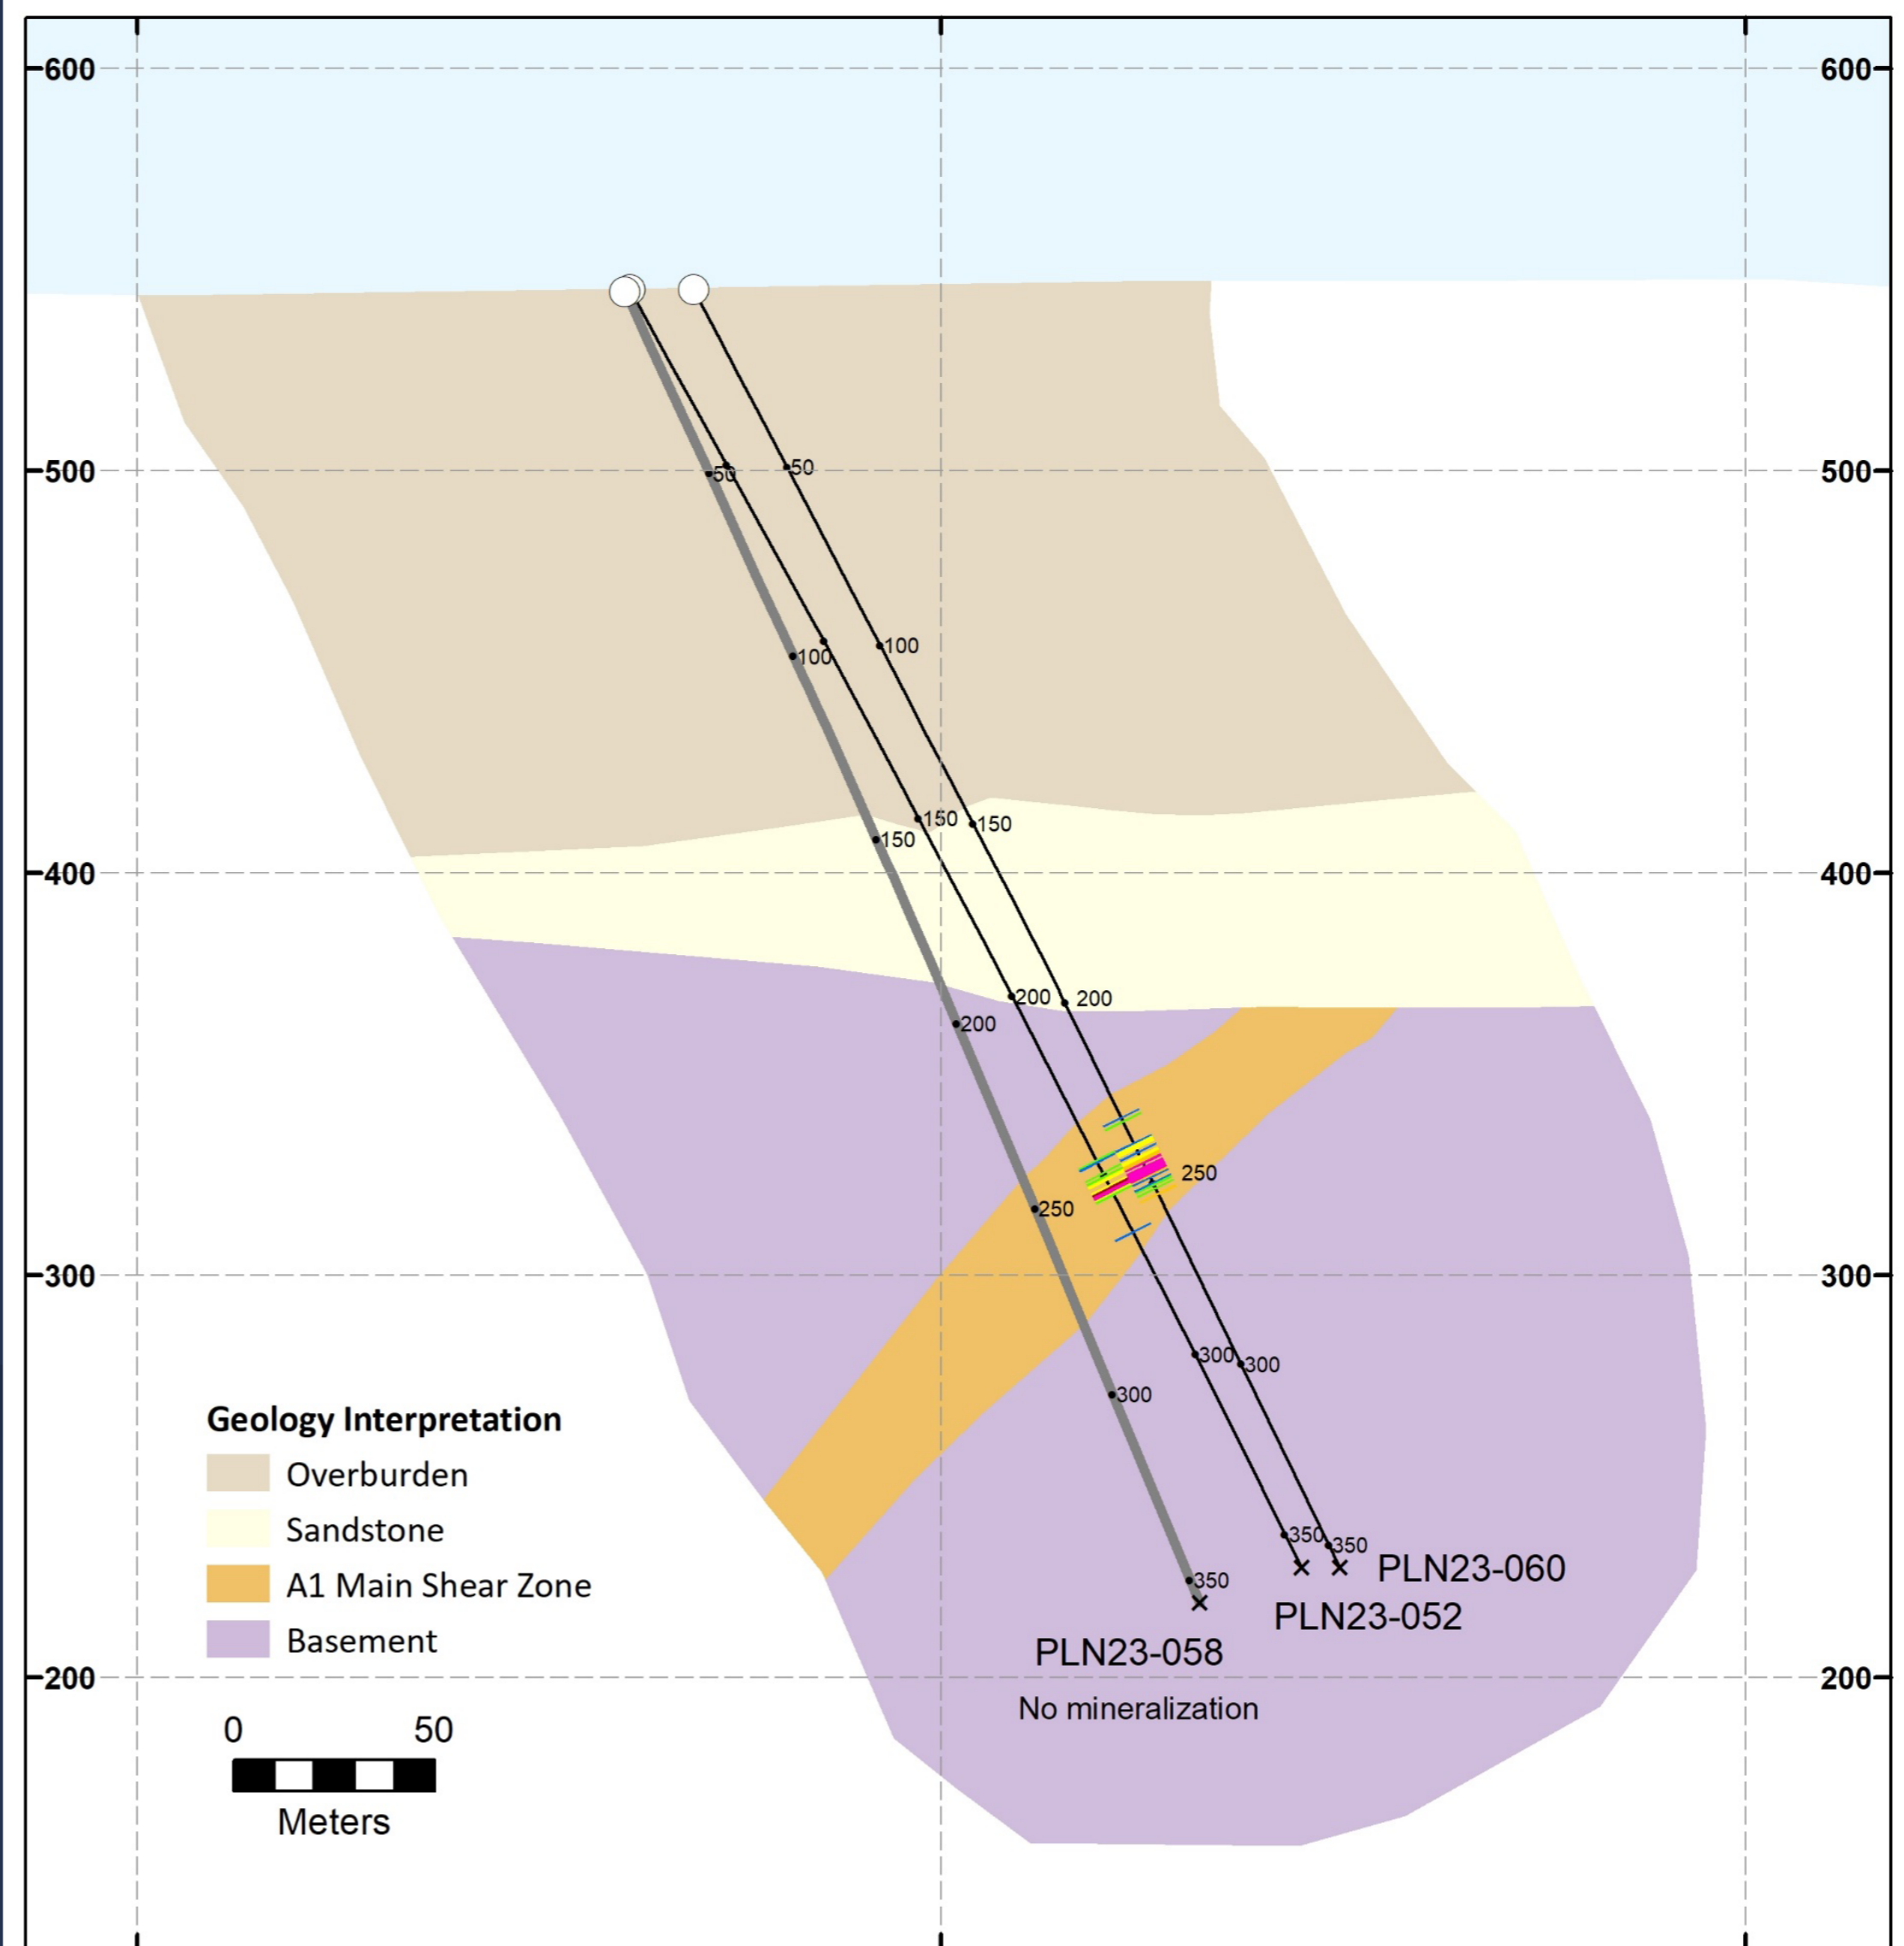 600 600
50 50
500 500
100 100
150 150 150
400 400
200 200 200
250 250
300 300
300 300 300
350 350 350
PLN23-060
PLN23-052
PLN23-058
No mineralization
200 200
Geology Interpretation
Overburden
Sandstone
A1 Main Shear Zone
Basement
0 50
Meters